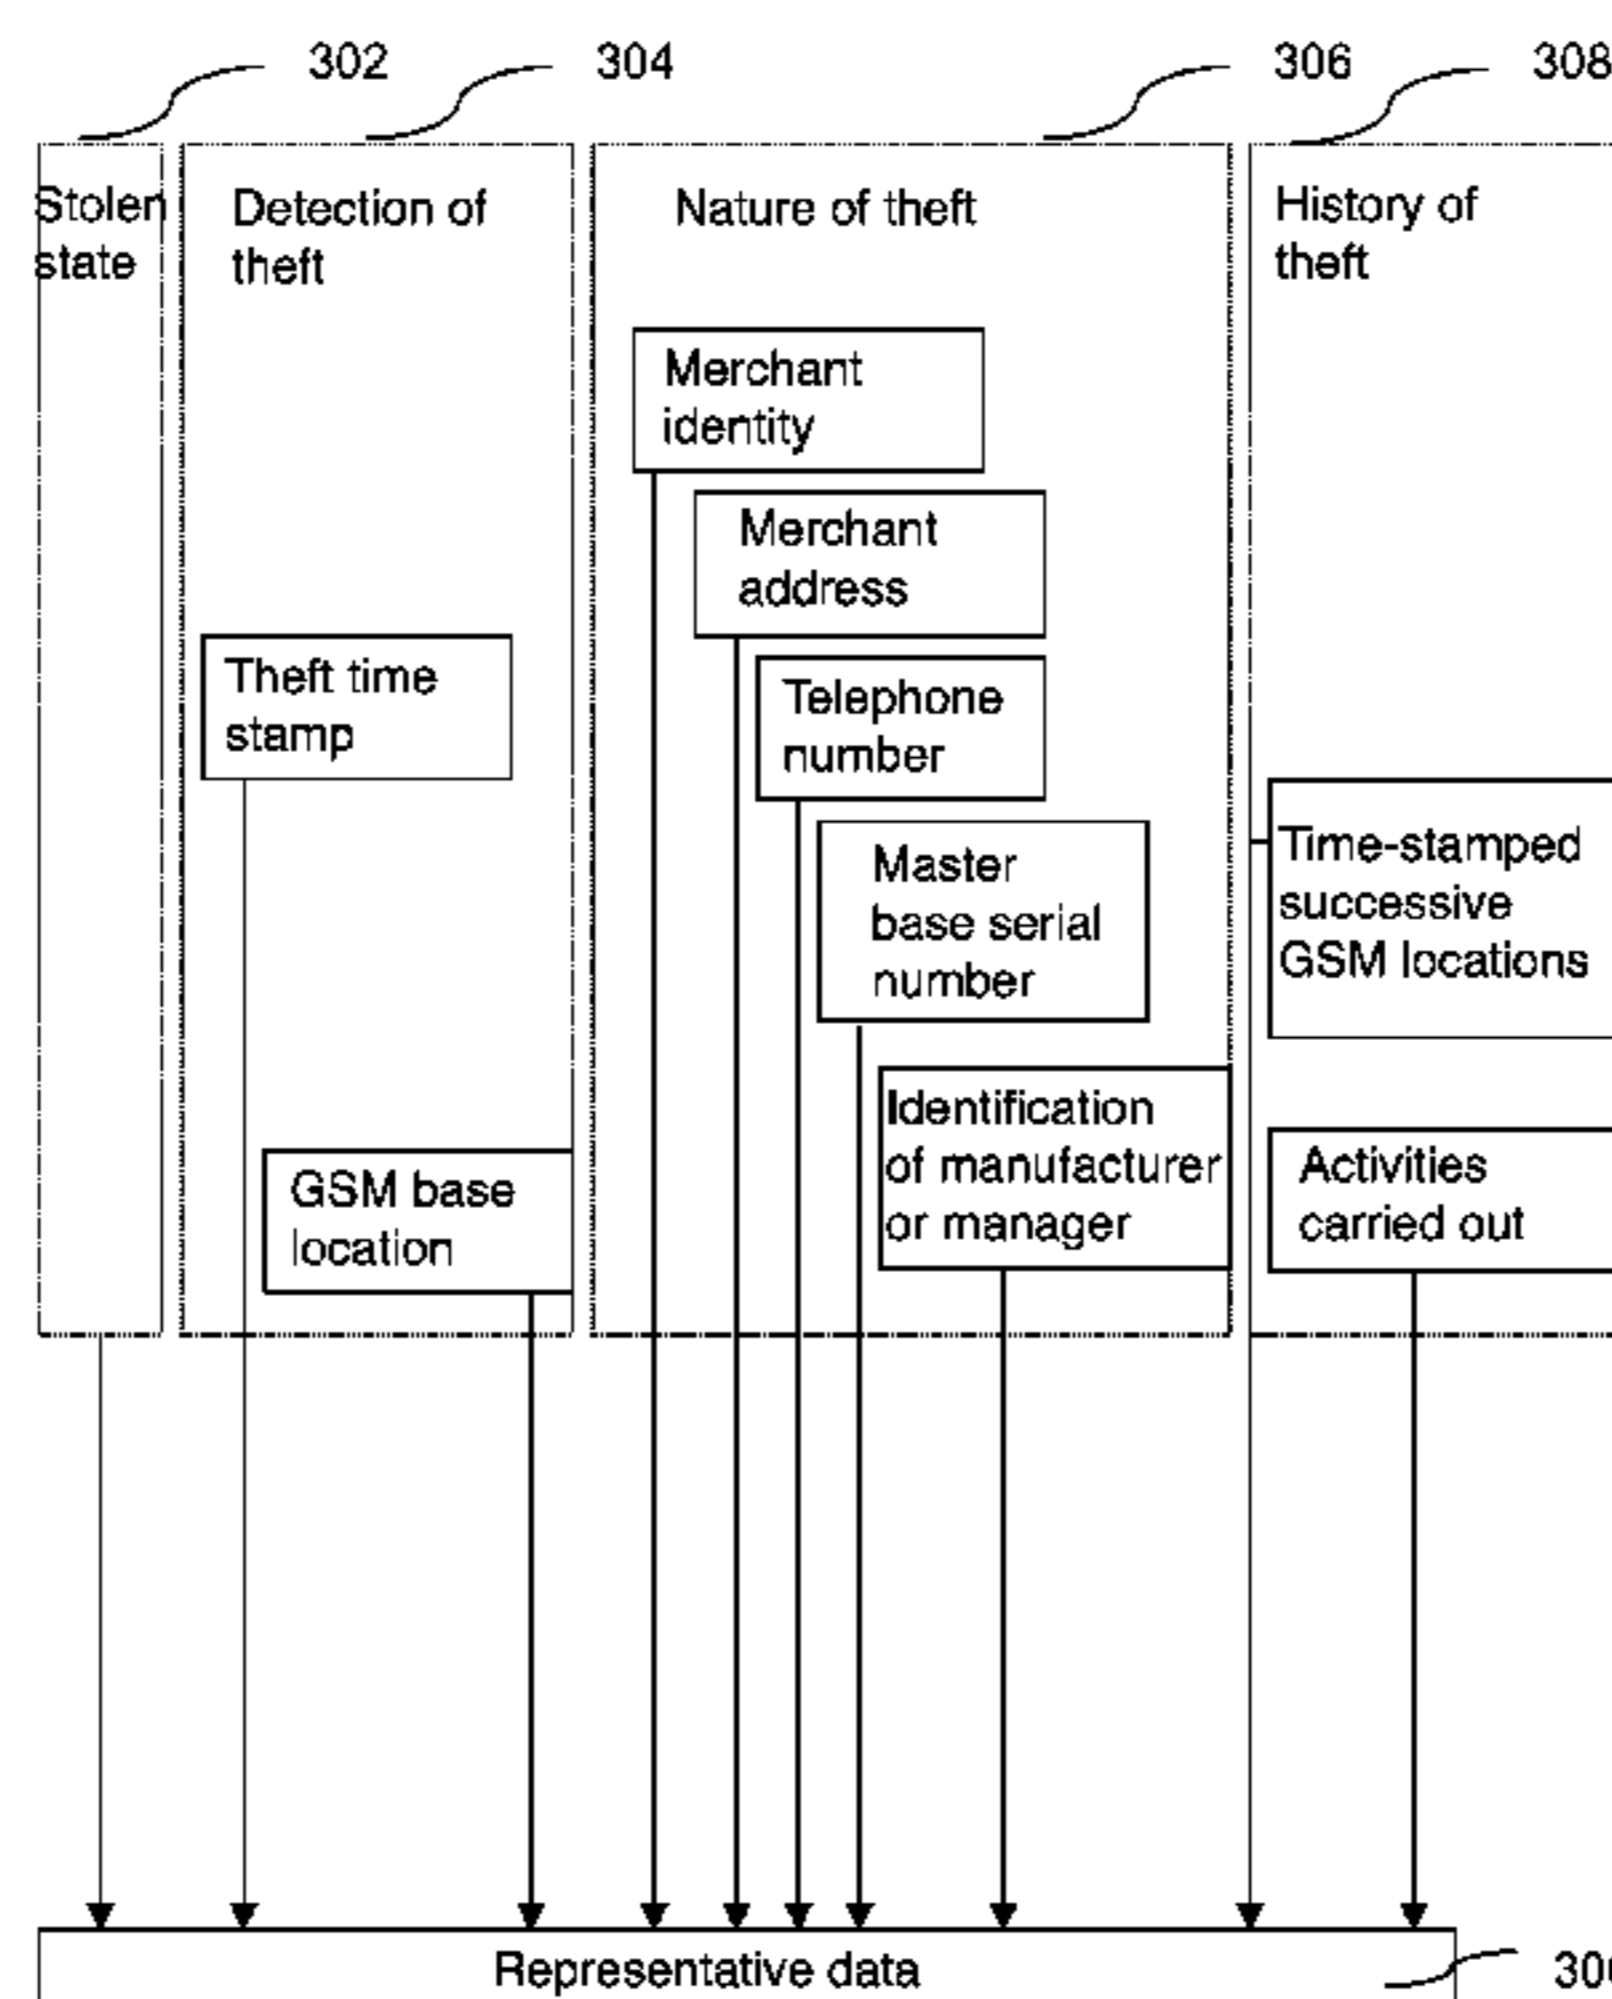 302
304
306
308
Stolen
state
Detection of
theft
Nature of theft
History of
theft
Merchant
identity
Merchant
address
Theft time
stamp
Telephone
number
Master
base serial
number
Time-stamped
successive
GSM locations
Identification
of manufacturer
or manager
GSM base
location
Activities
carried out
Representative data